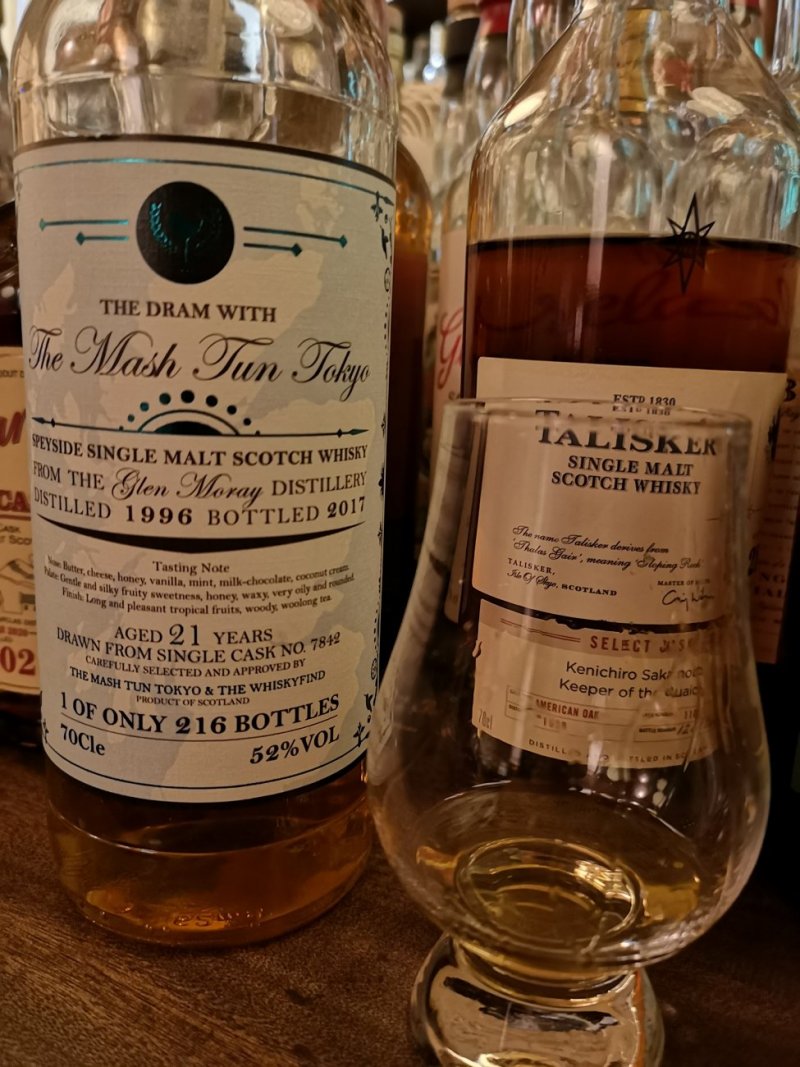 THE DRAM WITH
The Mash Tun Tokyo
SPEYSIDE SINGLE MALT SCOTCH WHISKY
FROM THE Glen Moray DISTILLERY
DISTILLED 1996 BOTTLED 2017
Tasting Note
Nose: Butter, cheese, honey, vanilla, mint, milk-chocolate, coconut cream.
Palate: Gentle and silky fruity sweetness, honey, waxy, very oily and rounded.
Finish: Long and pleasant tropical fruits, woody, woolong tea.
AGED 21 YEARS
DRAWN FROM SINGLE CASK NO. 7842
CAREFULLY SELECTED AND APPROVED BY
THE MASH TUN TOKYO & THE WHISKYFIND
PRODUCT OF SCOTLAND
1 OF ONLY 216 BOTTLES
70Cle
52%VOL
ESTD 1830
TALISKER
SINGLE MALT
SCOTCH WHISKY
The name Talisker derives from
'Thalas Gair', meaning 'Sloping Rock'
TALISKER,
Isle Of Skye, SCOTLAND
MASTER OF
SELECT
Kenichiro
Keeper of the Quaich
AMERICAN OAK
70cl
DISTILLED AND BOTTLED IN